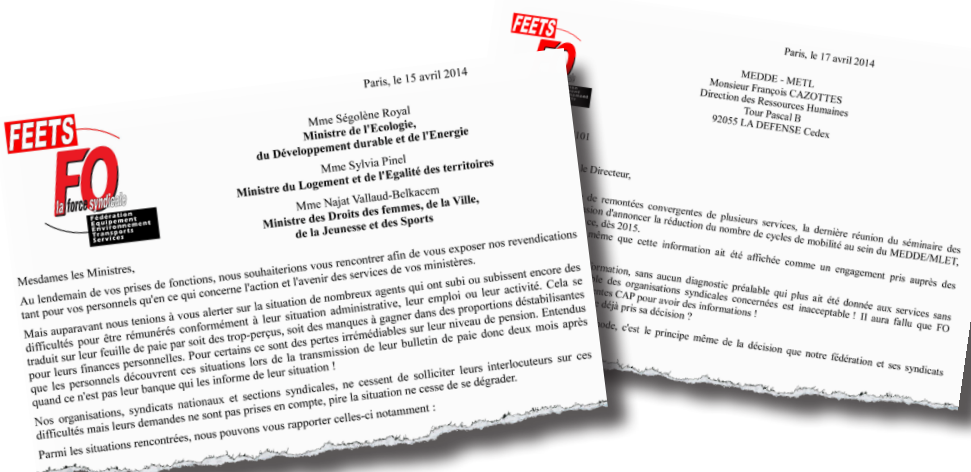 FEETS
FO
la force syndicale
Fédération
Equipement
Environnement
Transports
Services
Paris, le 15 avril 2014
Mme Ségolène Royal
Ministre de l'Ecologie,
du Développement durable et de l'Energie
Mme Sylvia Pinel
Ministre du Logement et de l'Egalité des territoires
Mme Najat Vallaud-Belkacem
Ministre des Droits des femmes, de la Ville,
de la Jeunesse et des Sports
Mesdames les Ministres,
Au lendemain de vos prises de fonctions, nous souhaiterions vous rencontrer afin de vous exposer nos revendications
tant pour vos personnels qu'en ce qui concerne l'action et l'avenir des services de vos ministères.
Mais auparavant nous tenions à vous alerter sur la situation de nombreux agents qui ont subi ou subissent encore des
difficultés pour être rémunérés conformément à leur situation administrative, leur emploi ou leur activité. Cela se
traduit sur leur feuille de paie par soit des trop-perçus, soit des manques à gagner dans des proportions déstabilisantes
pour leurs finances personnelles. Pour certains ce sont des pertes irrémédiables sur leur niveau de pension. Entendus
que les personnels découvrent ces situations lors de la transmission de leur bulletin de paie donc deux mois après
quand ce n'est pas leur banque qui les informe de leur situation !
Nos organisations, syndicats nationaux et sections syndicales, ne cessent de solliciter leurs interlocuteurs sur ces
difficultés mais leurs demandes ne sont pas prises en compte, pire la situation ne cesse de se dégrader.
Parmi les situations rencontrées, nous pouvons vous rapporter celles-ci notamment :
FEETS
FO
Paris, le 17 avril 2014
MEDDE - METL
Monsieur François CAZOTTES
Direction des Ressources Humaines
Tour Pascal B
92055 LA DEFENSE Cedex
101
le Directeur,
de remontées convergentes de plusieurs services, la dernière réunion du séminaire des
d'annoncer la réduction du nombre de cycles de mobilité au sein du MEDDE/MLET,
dès 2015.
même que cette information ait été affichée comme un engagement pris auprès des
sans aucun diagnostic préalable qui plus ait été donnée aux services sans
des organisations syndicales concernées est inacceptable ! Il aura fallu que FO
CAP pour avoir des informations !
déjà pris sa décision ?
c'est le principe même de la décision que notre fédération et ses syndicats